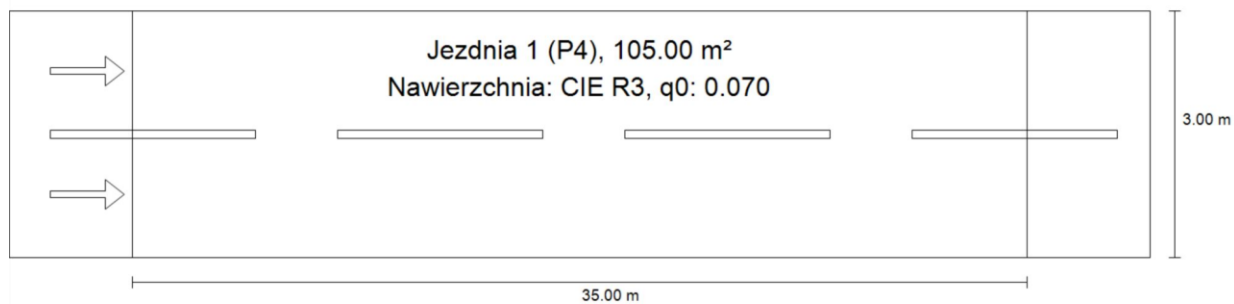 Jezdnia 1 (P4), 105.00 m²
Nawierzchnia: CIE R3, q0: 0.070
3.00 m
35.00 m